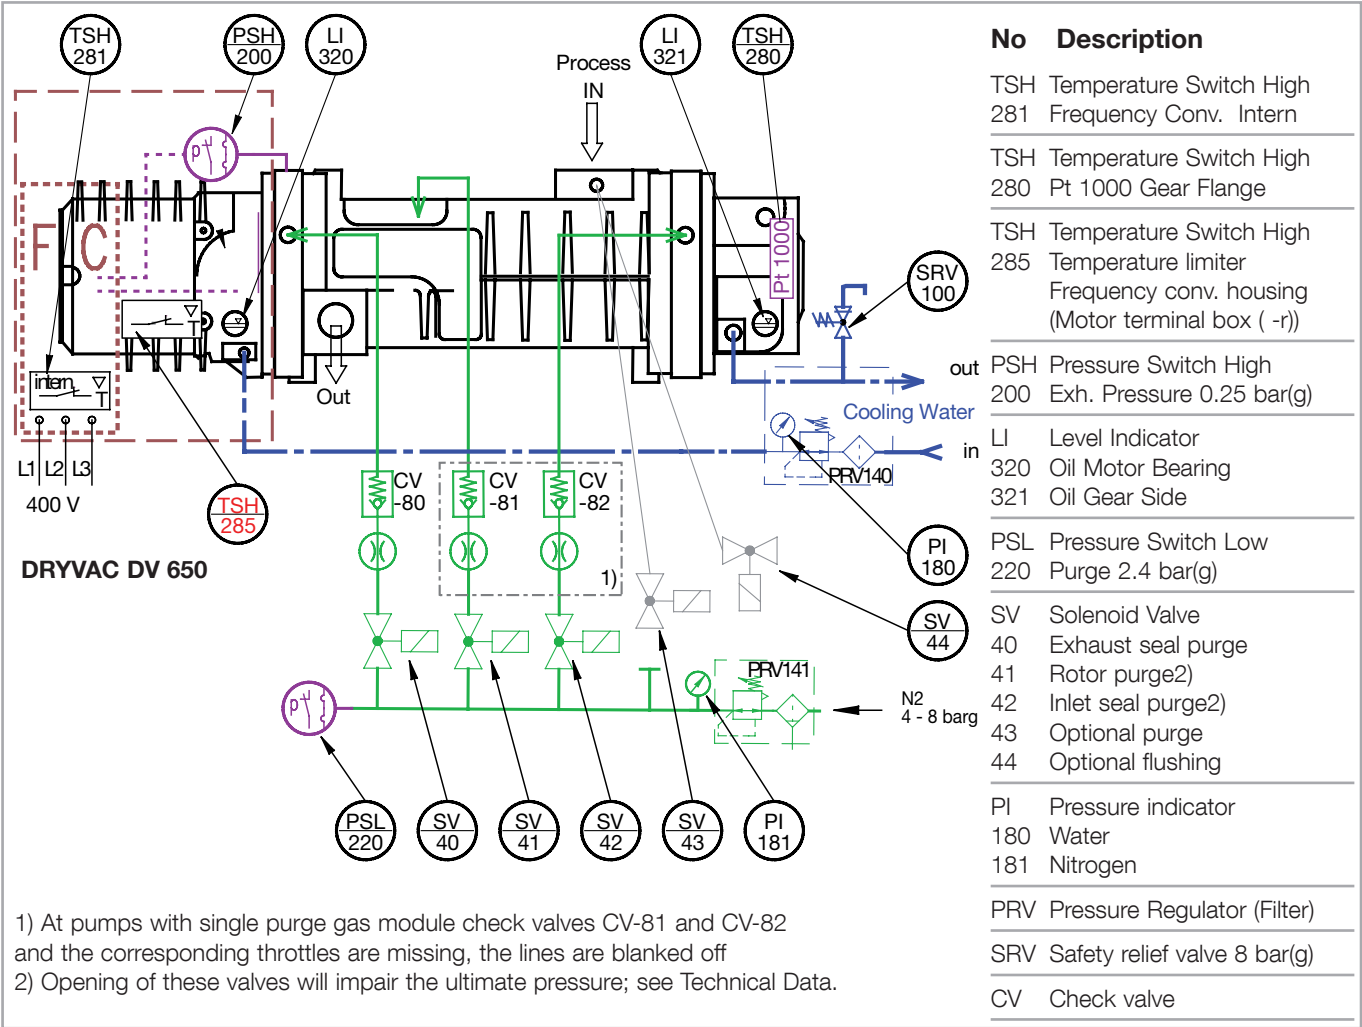 TSH
281
PSH
200
LI
320
LI
321
TSH
280
Process
IN
F C
p
Pt 1000
SRV
100
T
intern
T
Out
out
Cooling Water
in
PRV140
L1 L2 L3
400 V
TSH
285
CV
-80
CV
-81
CV
-82
1)
PI
180
DRYVAC DV 650
SV
44
PRV141
p
N2
4 - 8 barg
PSL
220
SV
40
SV
41
SV
42
SV
43
PI
181
1) At pumps with single purge gas module check valves CV-81 and CV-82
and the corresponding throttles are missing, the lines are blanked off
2) Opening of these valves will impair the ultimate pressure; see Technical Data.
No Description
TSH Temperature Switch High
281 Frequency Conv. Intern
TSH Temperature Switch High
280 Pt 1000 Gear Flange
TSH Temperature Switch High
285 Temperature limiter
Frequency conv. housing
(Motor terminal box ( -r))
PSH Pressure Switch High
200 Exh. Pressure 0.25 bar(g)
LI Level Indicator
320 Oil Motor Bearing
321 Oil Gear Side
PSL Pressure Switch Low
220 Purge 2.4 bar(g)
SV Solenoid Valve
40 Exhaust seal purge
41 Rotor purge2)
42 Inlet seal purge2)
43 Optional purge
44 Optional flushing
PI Pressure indicator
180 Water
181 Nitrogen
PRV Pressure Regulator (Filter)
SRV Safety relief valve 8 bar(g)
CV Check valve